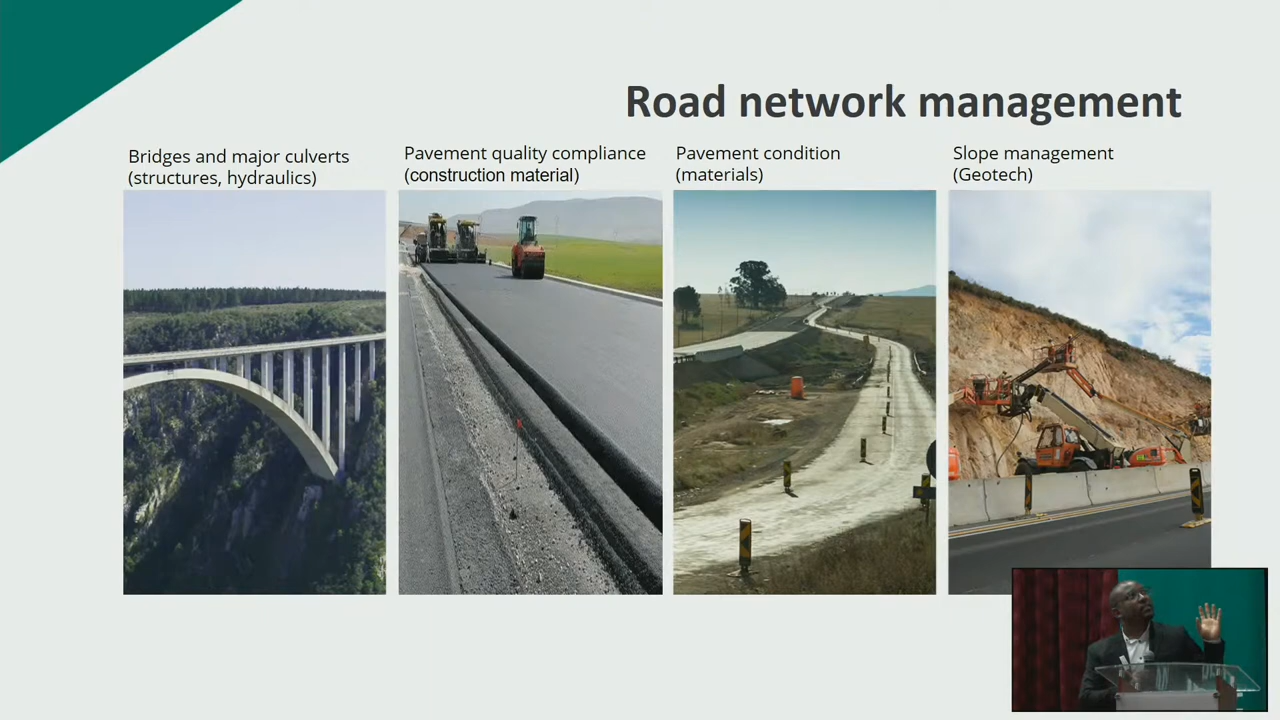 Road network management
Bridges and major culverts
(structures, hydraulics)
Pavement quality compliance
(construction material)
Pavement condition
(materials)
Slope management
(Geotech)